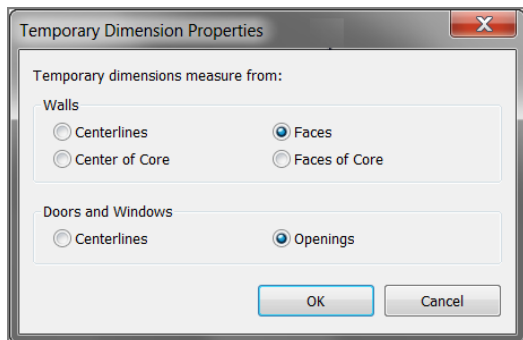 Temporary Dimension Properties
Temporary dimensions measure from:
Walls
Centerlines Faces
Center of Core Faces of Core
Doors and Windows
Centerlines Openings
OK Cancel